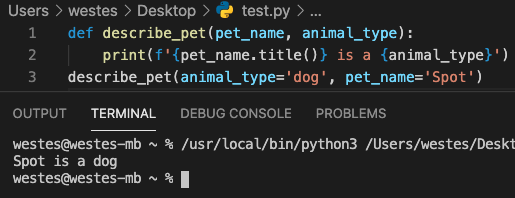 Users > westes > Desktop > test.py > ...
1 def describe_pet(pet_name, animal_type):
2     print(f'{pet_name.title()} is a {animal_type}')
3 describe_pet(animal_type='dog', pet_name='Spot')
OUTPUT TERMINAL DEBUG CONSOLE PROBLEMS
westes@westes-mb ~ % /usr/local/bin/python3 /Users/westes/Deskt
Spot is a dog
westes@westes-mb ~ %